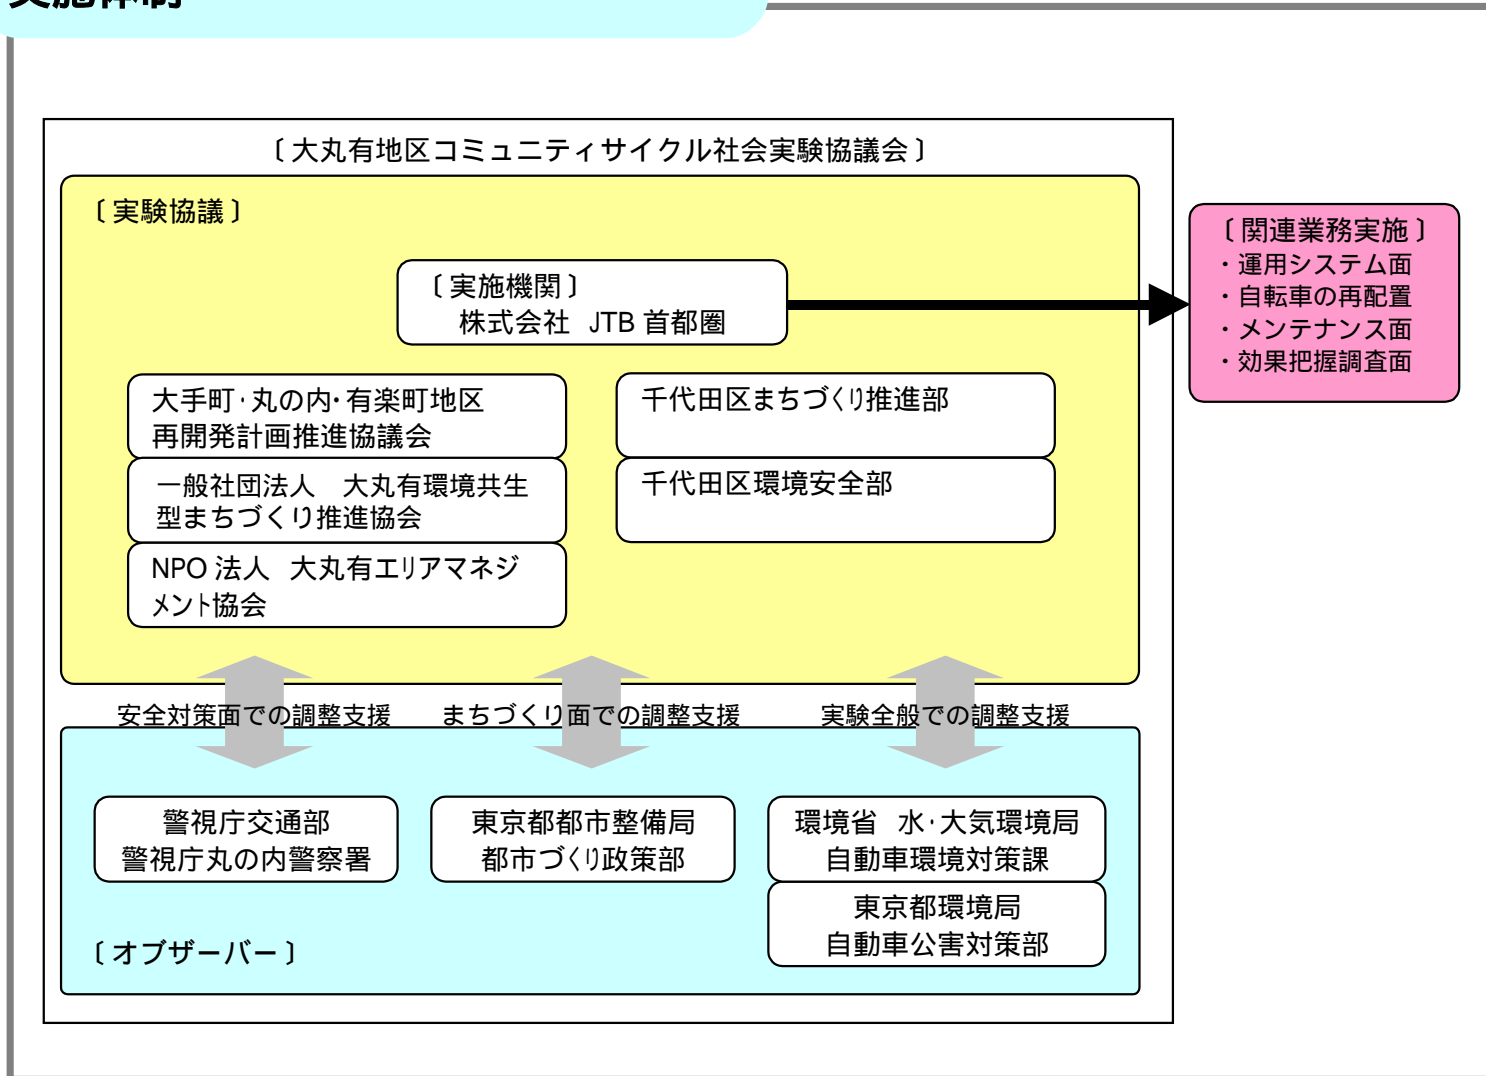 実施体制
〔大丸有地区コミュニティサイクル社会実験協議会〕
〔実験協議〕
〔実施機関〕
株式会社 JTB 首都圏
大手町・丸の内・有楽町地区
再開発計画推進協議会
一般社団法人 大丸有環境共生
型まちづくり推進協会
NPO 法人 大丸有エリアマネジ
メント協会
千代田区まちづくり推進部
千代田区環境安全部
〔関連業務実施〕
・運用システム面
・自転車の再配置
・メンテナンス面
・効果把握調査面
安全対策面での調整支援
まちづくり面での調整支援
実験全般での調整支援
警視庁交通部
警視庁丸の内警察署
東京都都市整備局
都市づくり政策部
環境省 水・大気環境局
自動車環境対策課
東京都環境局
自動車公害対策部
〔オブザーバー〕